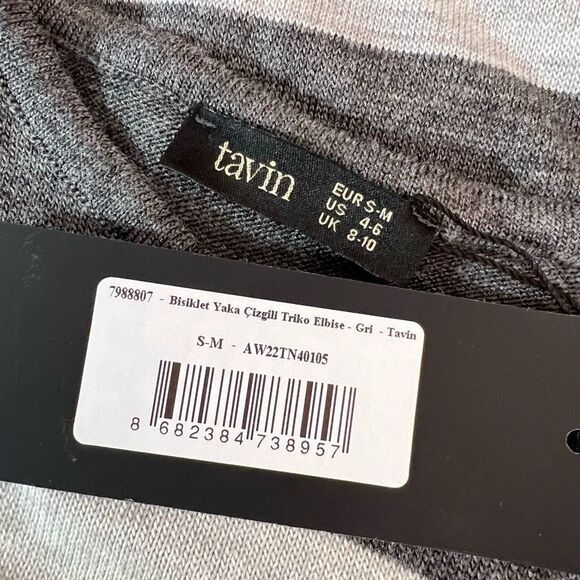 tavin
EUR S-M
US 4-6
UK 8-10
7988807 - Bisiklet Yaka Çizgili Triko Elbise - Gri - Tavin
S-M - AW22TN40105
8 682384 738957